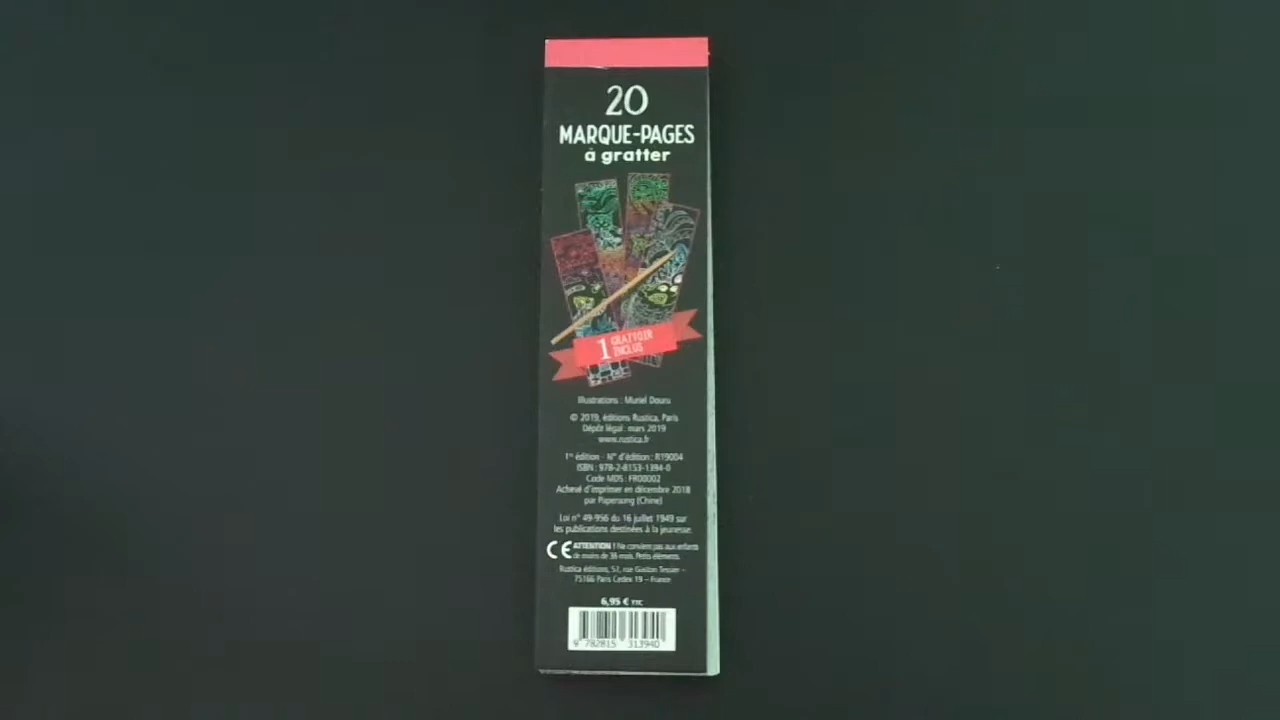 20
MARQUE-PAGES
à gratter
1 GRATTOIR
INCLUS
Illustrations : Muriel Douru
© 2019, éditions Rustica, Paris
Dépôt légal : mars 2019
www.rustica.fr
1re édition - N° d'édition : R19004
ISBN : 978-2-8153-1394-0
Code MDS : FR00002
Achevé d'imprimer en décembre 2018
par Papersong (Chine)
Loi n° 49-956 du 16 juillet 1949 sur
les publications destinées à la jeunesse.
CE ATTENTION ! Ne convient pas aux enfants
de moins de 36 mois. Petits éléments.
Rustica éditions, 57, rue Gaston Tessier –
75166 Paris Cedex 19 – France
6,95 € TTC
9 782815 313940